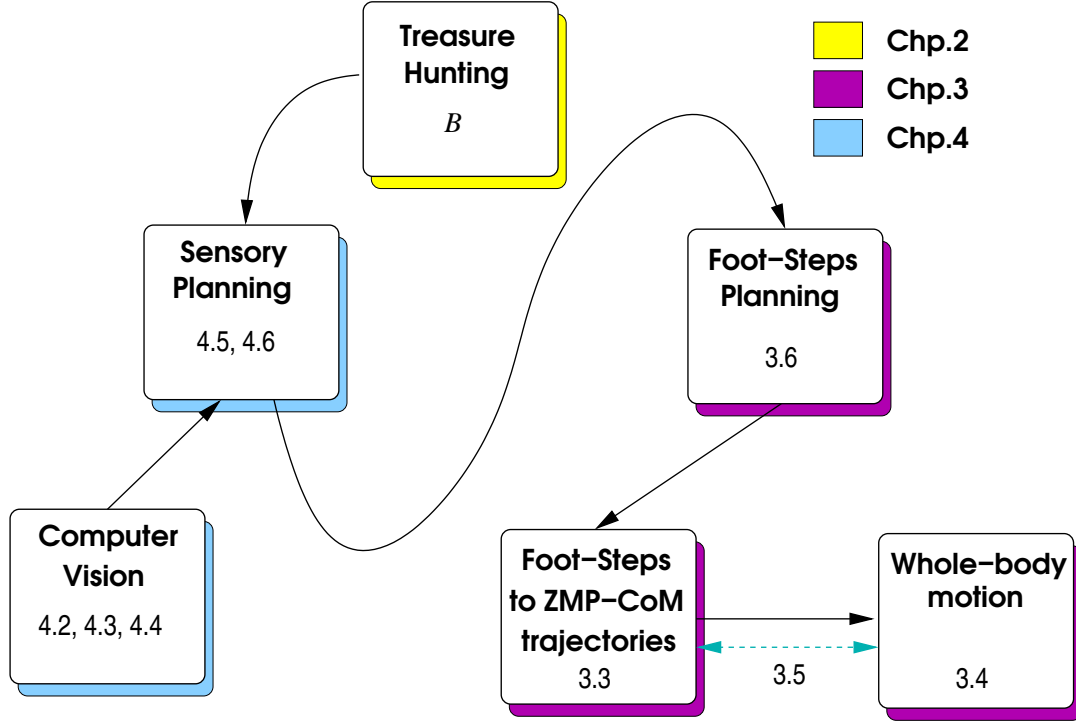 Treasure
Hunting
B
Chp.2
Chp.3
Chp.4
Sensory
Planning
4.5, 4.6
Foot−Steps
Planning
3.6
Computer
Vision
4.2, 4.3, 4.4
Foot−Steps
to ZMP−CoM
trajectories
3.3
3.5
Whole−body
motion
3.4